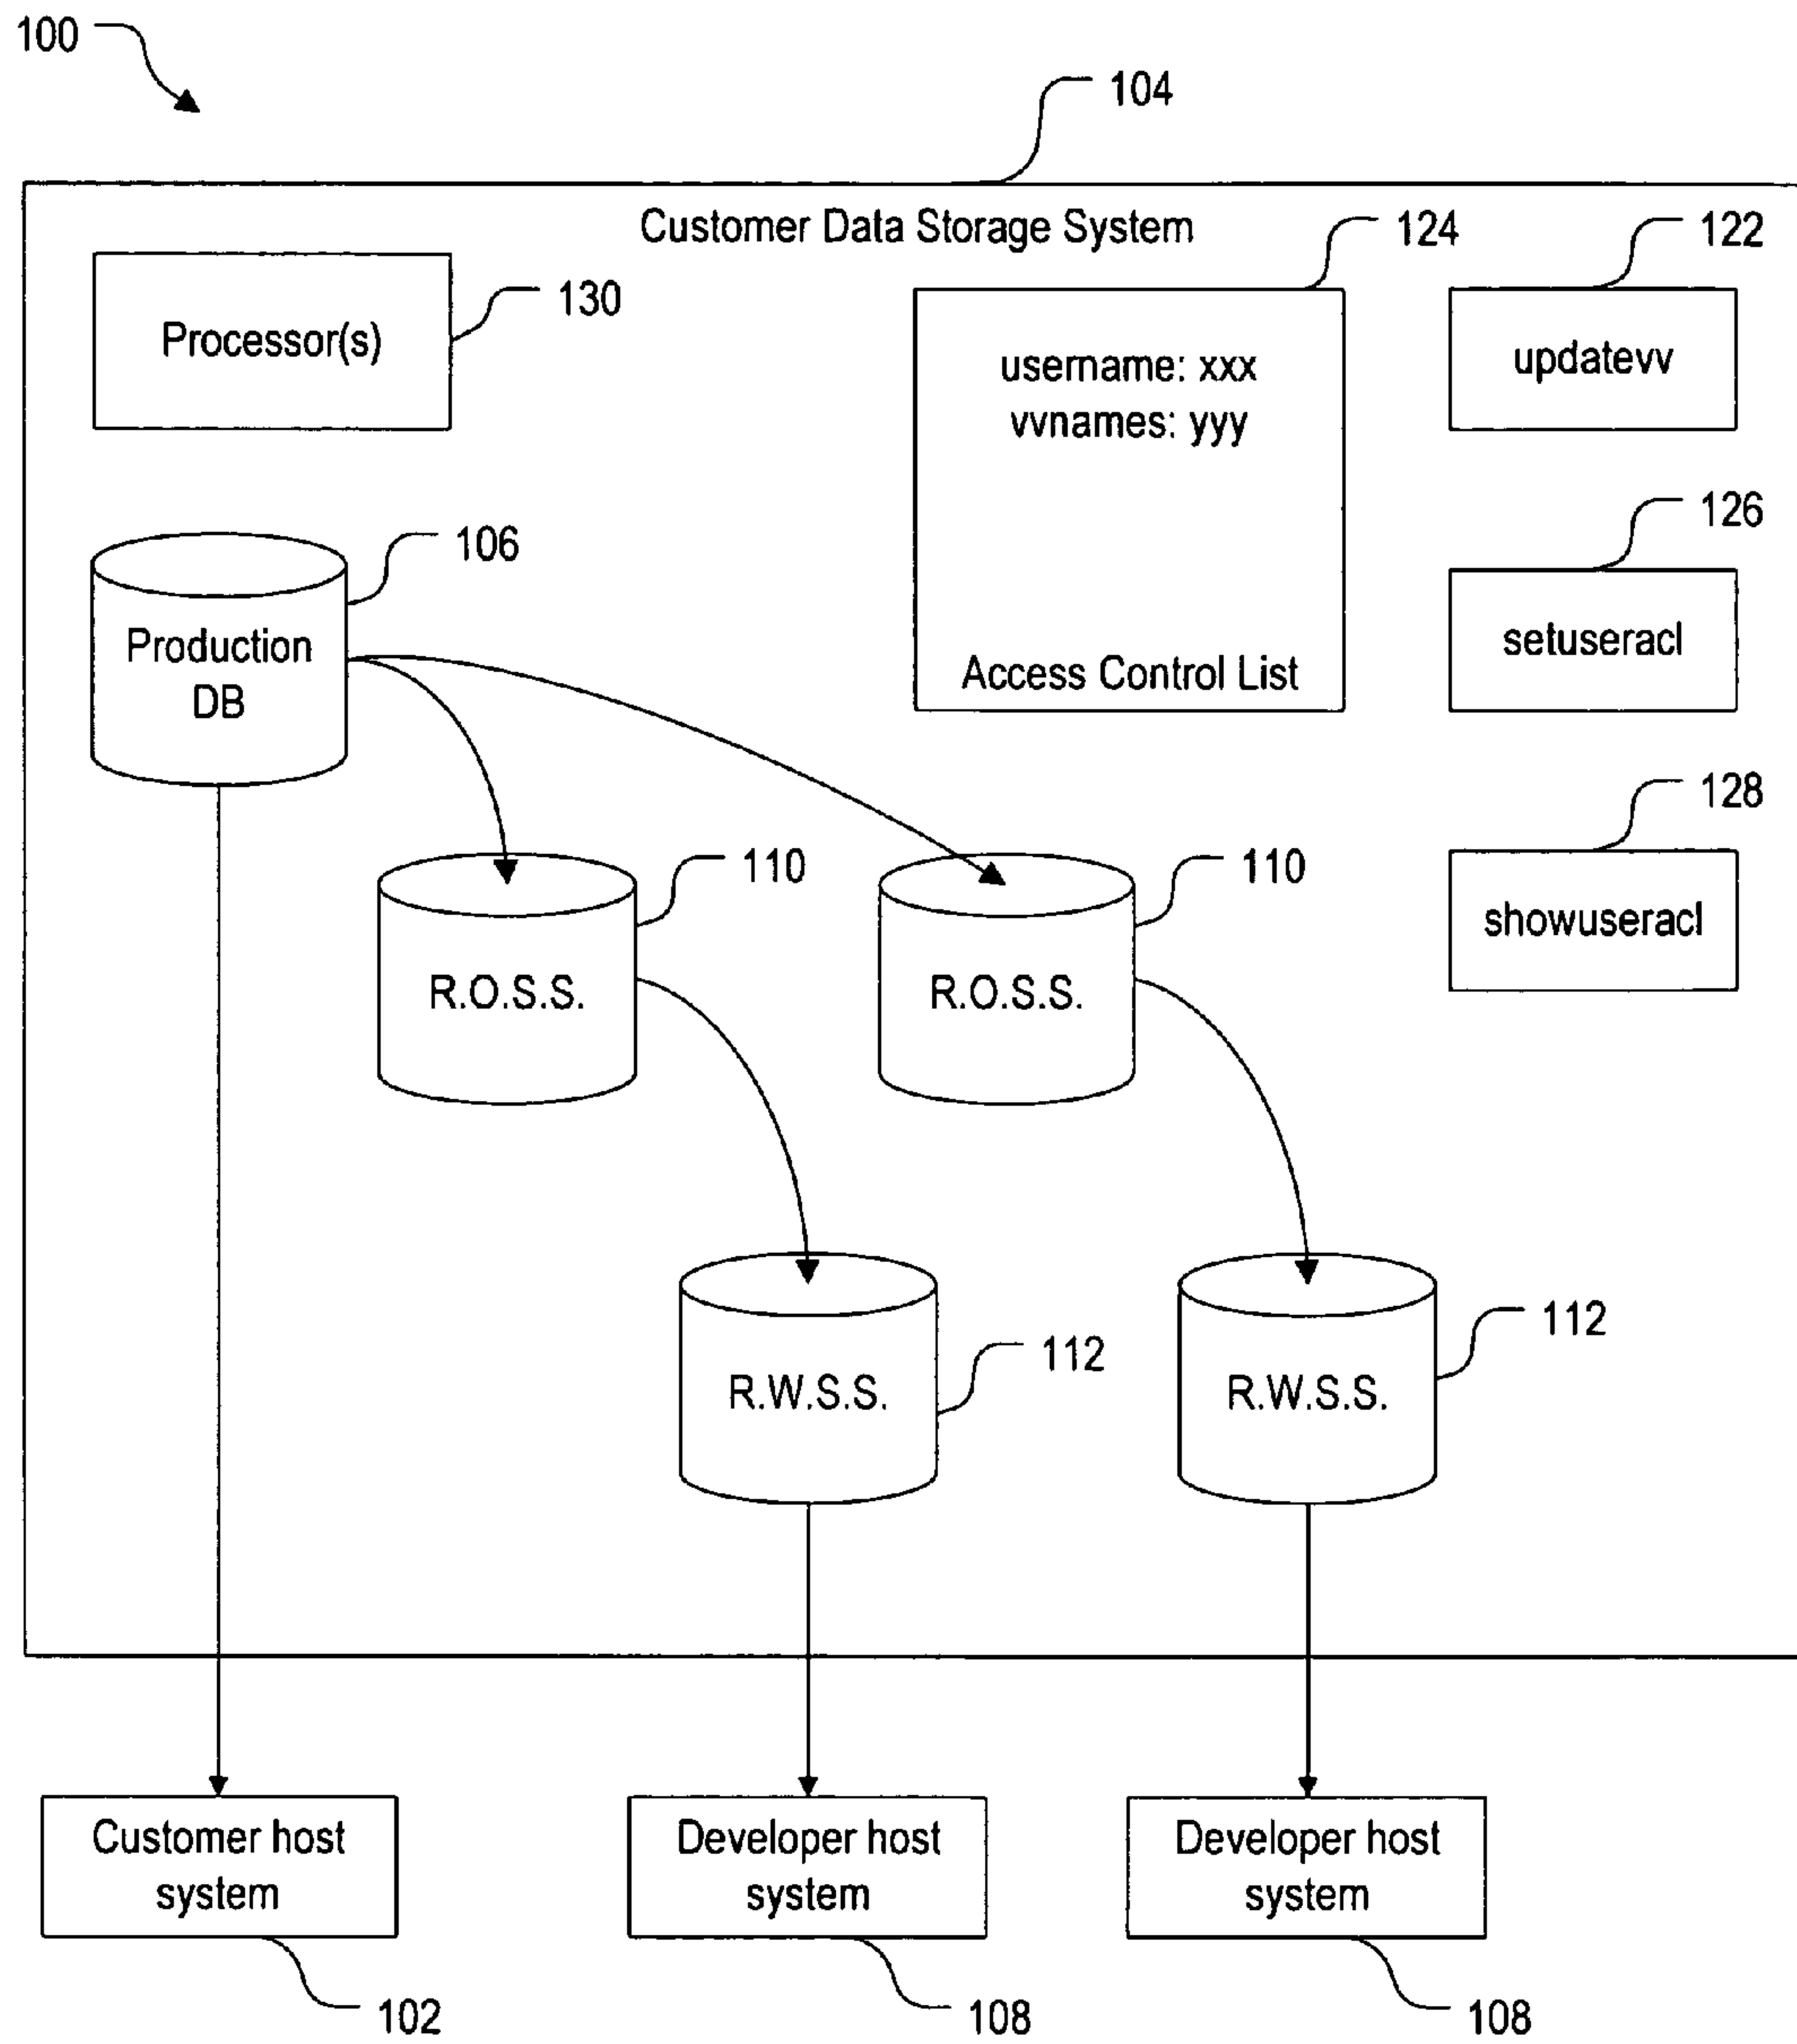 100
104
Customer Data Storage System
124
122
130
Processor(s)
username: xxx
vvnames: yyy
updatevv
126
106
Production
DB
setuseracl
Access Control List
128
110
110
showuseracl
R.O.S.S.
R.O.S.S.
112
112
R.W.S.S.
R.W.S.S.
Customer host
system
Developer host
system
Developer host
system
102
108
108